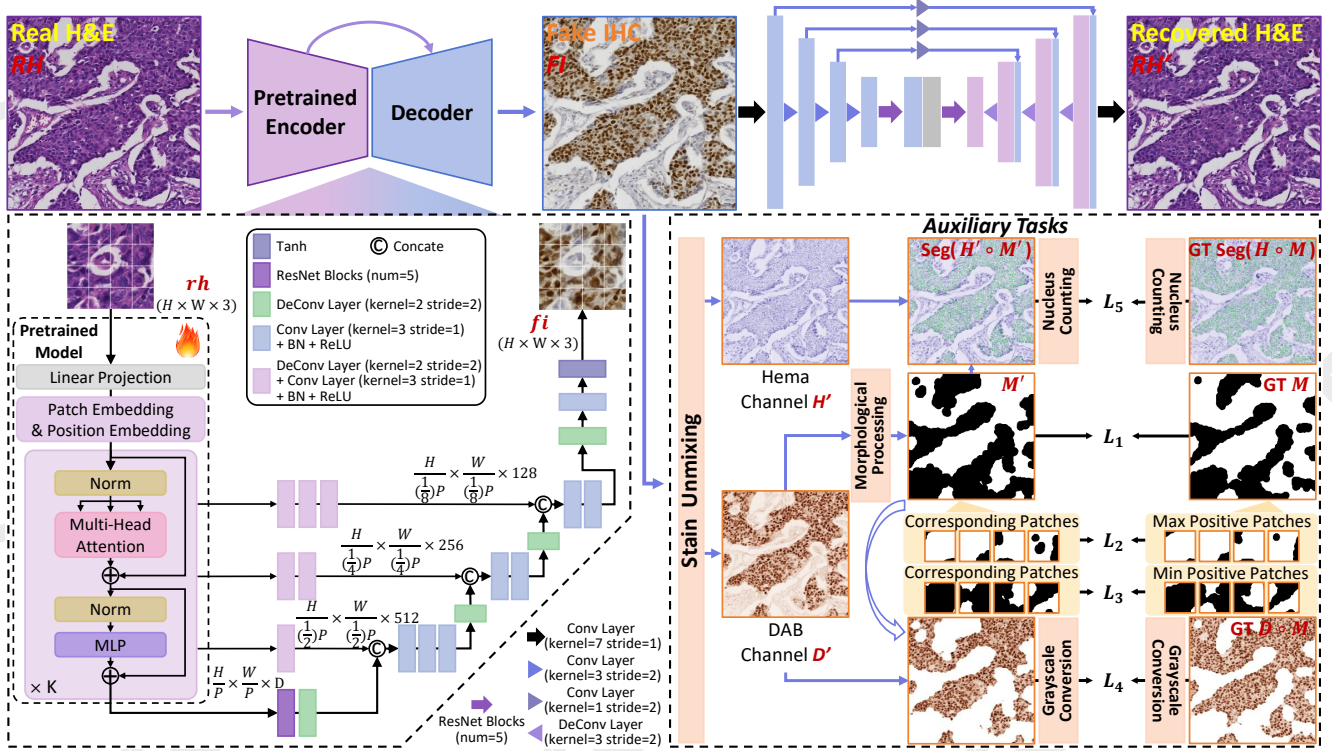 Real H&E
RH
Pretrained
Encoder
Decoder
Fake IHC
FI
Recovered H&E
RH'
rh
(H × W × 3)
Pretrained
Model
Linear Projection
Patch Embedding
& Position Embedding
Norm
Multi-Head
Attention
Norm
MLP
× K
H/P × W/P × D
Tanh
© Concate
ResNet Blocks (num=5)
DeConv Layer (kernel=2 stride=2)
Conv Layer (kernel=3 stride=1)
+ BN + ReLU
DeConv Layer (kernel=2 stride=2)
+ Conv Layer (kernel=3 stride=1)
+ BN + ReLU
fi
(H × W × 3)
H/(1/8)P × W/(1/8)P × 128
C
H/(1/4)P × W/(1/4)P × 256
C
H/(1/2)P × W/(1/2)P × 512
C
Conv Layer
(kernel=7 stride=1)
Conv Layer
(kernel=3 stride=2)
Conv Layer
(kernel=1 stride=2)
DeConv Layer
(kernel=3 stride=2)
ResNet Blocks
(num=5)
Auxiliary Tasks
Stain Unmixing
Hema
Channel H'
Morphological
Processing
DAB
Channel D'
Seg(H' ∘ M')
Nucleus
Counting
L5
Nucleus
Counting
GT Seg(H ∘ M)
M'
L1
GT M
Corresponding Patches
L2
Max Positive Patches
Corresponding Patches
L3
Min Positive Patches
Grayscale
Conversion
L4
Grayscale
Conversion
GT D ∘ M